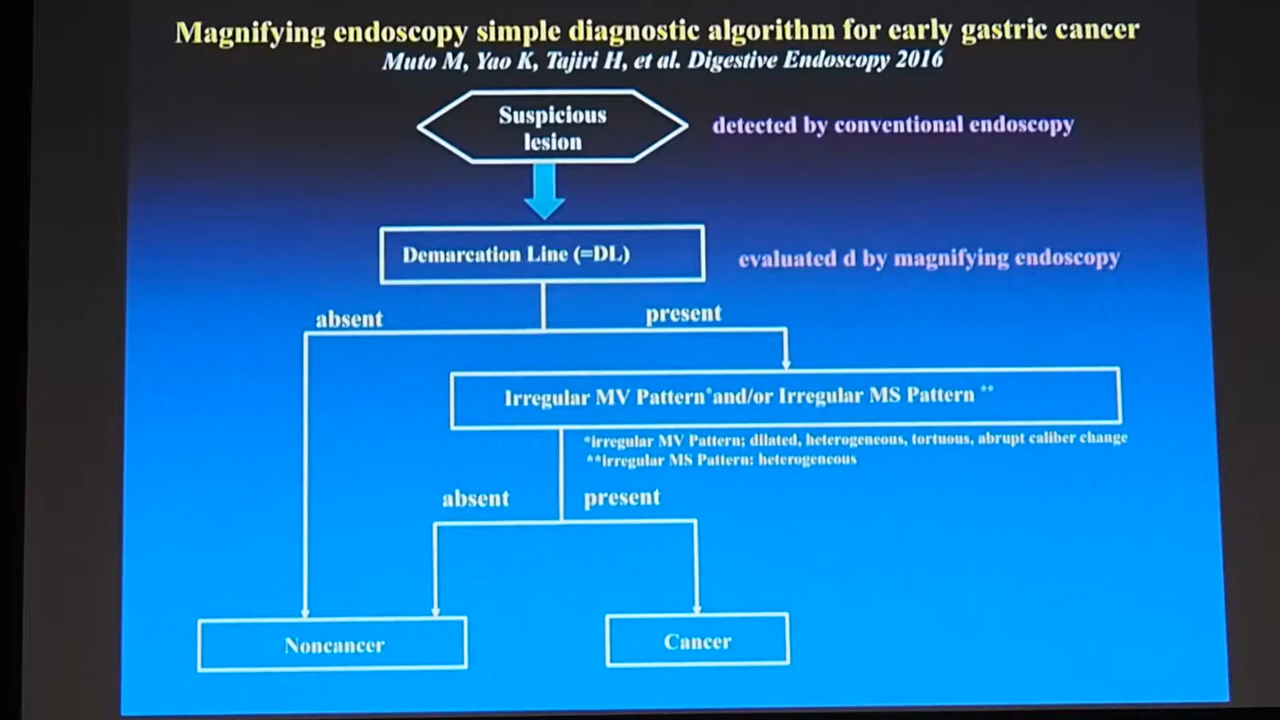 Magnifying endoscopy simple diagnostic algorithm for early gastric cancer
Muto M, Yao K, Tajiri H, et al. Digestive Endoscopy 2016
Suspicious
lesion
detected by conventional endoscopy
Demarcation Line (=DL)
evaluated d by magnifying endoscopy
absent
present
Irregular MV Pattern*and/or Irregular MS Pattern **
*irregular MV Pattern; dilated, heterogeneous, tortuous, abrupt caliber change
**irregular MS Pattern: heterogeneous
absent
present
Noncancer
Cancer